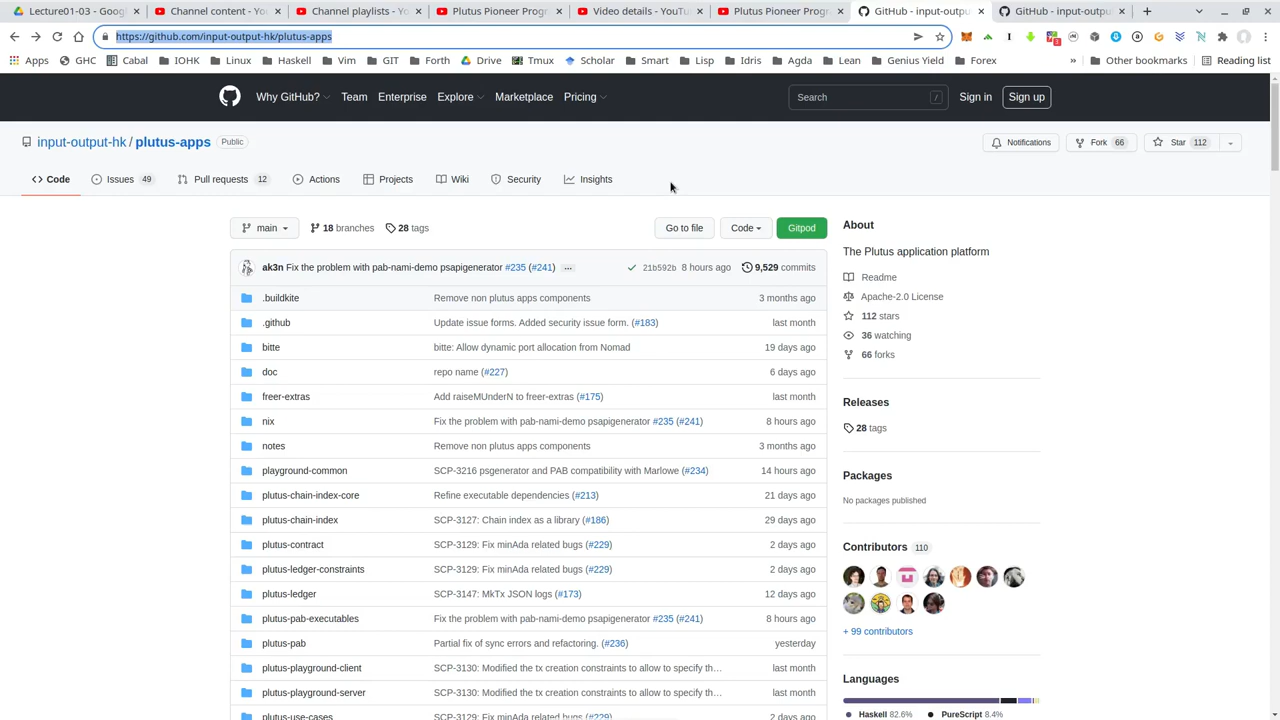 Lecture01-03 - Goog
Channel content - Yo
Channel playlists - Yo
Plutus Pioneer Prog
Video details - YouTu
Plutus Pioneer Prog
GitHub - input-outpu
GitHub - input-outpu
https://github.com/input-output-hk/plutus-apps
Apps GHC Cabal IOHK Linux Haskell Vim GIT Forth Drive Tmux Scholar Smart Lisp Idris Agda Lean Genius Yield Forex » Other bookmarks Reading list
Why GitHub? Team Enterprise Explore Marketplace Pricing Search / Sign in Sign up
input-output-hk / plutus-apps Public Notifications Fork 66 Star 112
Code Issues 49 Pull requests 12 Actions Projects Wiki Security Insights
main 18 branches 28 tags Go to file Code Gitpod
ak3n Fix the problem with pab-nami-demo psapigenerator #235 (#241) ... 21b592b 8 hours ago 9,529 commits
.buildkite Remove non plutus apps components 3 months ago
.github Update issue forms. Added security issue form. (#183) last month
bitte bitte: Allow dynamic port allocation from Nomad 19 days ago
doc repo name (#227) 6 days ago
freer-extras Add raiseMUnderN to freer-extras (#175) last month
nix Fix the problem with pab-nami-demo psapigenerator #235 (#241) 8 hours ago
notes Remove non plutus apps components 3 months ago
playground-common SCP-3216 psgenerator and PAB compatibility with Marlowe (#234) 14 hours ago
plutus-chain-index-core Refine executable dependencies (#213) 21 days ago
plutus-chain-index SCP-3127: Chain index as a library (#186) 29 days ago
plutus-contract SCP-3129: Fix minAda related bugs (#229) 2 days ago
plutus-ledger-constraints SCP-3129: Fix minAda related bugs (#229) 2 days ago
plutus-ledger SCP-3147: MkTx JSON logs (#173) 12 days ago
plutus-pab-executables Fix the problem with pab-nami-demo psapigenerator #235 (#241) 8 hours ago
plutus-pab Partial fix of sync errors and refactoring. (#236) yesterday
plutus-playground-client SCP-3130: Modified the tx creation constraints to allow to specify th... last month
plutus-playground-server SCP-3130: Modified the tx creation constraints to allow to specify th... last month
plutus-use-cases SCP-3129: Fix minAda related bugs (#229) 2 days ago
About
The Plutus application platform
Readme
Apache-2.0 License
112 stars
36 watching
66 forks
Releases
28 tags
Packages
No packages published
Contributors 110
+ 99 contributors
Languages
Haskell 82.6% PureScript 8.4%